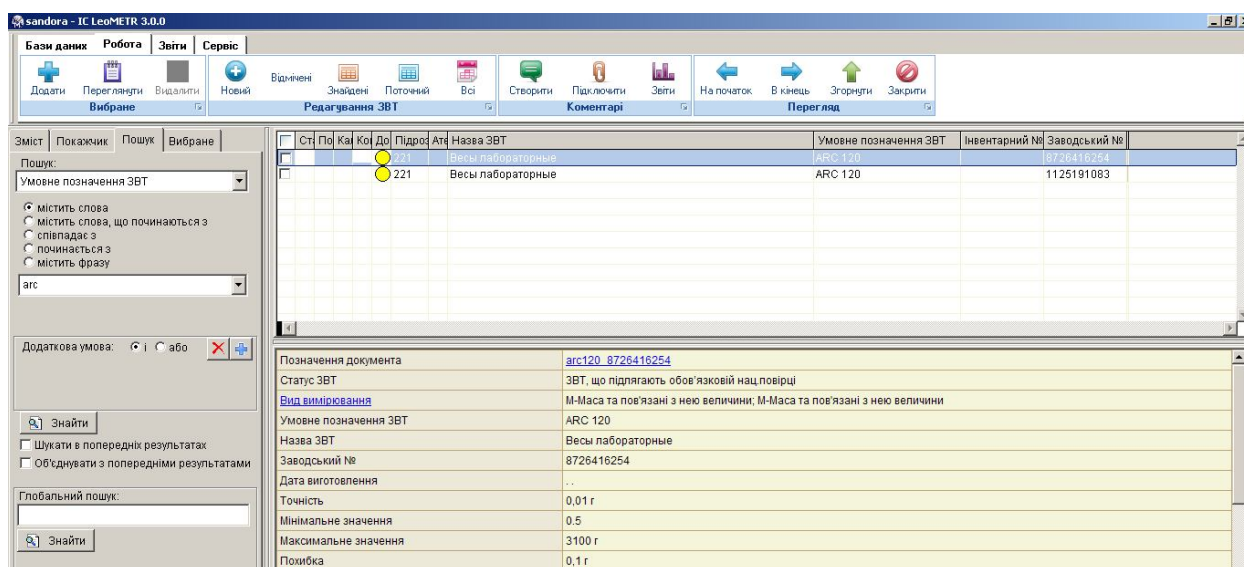 sandora - IC LeoMETR 3.0.0
Бази даних Робота Звіти Сервіс
Додати Переглянути Видалити Новий Відмічені Знайдені Поточний Всі Створити Підключити Звіти На початок В кінець Згорнути Закрити
Вибране Редагування ЗВТ Коментарі Перегляд
Зміст Покажчик Пошук Вибране
Пошук:
Умовне позначення ЗВТ
містить слова
містить слова, що починаються з
співпадає з
починається з
містить фразу
arc
Додаткова умова: і або
Знайти
Шукати в попередніх результатах
Об'єднувати з попередніми результатами
Глобальний пошук:
Знайти
Ст По Кал Кол До Підроз Ате Назва ЗВТ Умовне позначення ЗВТ Інвентарний № Заводський №
221 Весы лабораторные ARC 120 8726416254
221 Весы лабораторные ARC 120 1125191083
Позначення документа arc120_8726416254
Статус ЗВТ ЗВТ, що підлягають обов'язковій нац.повірці
Вид вимірювання М-Маса та пов'язані з нею величини; М-Маса та пов'язані з нею величини
Умовне позначення ЗВТ ARC 120
Назва ЗВТ Весы лабораторные
Заводський № 8726416254
Дата виготовлення . .
Точність 0,01 г
Мінімальне значення 0.5
Максимальне значення 3100 г
Похибка 0,1 г